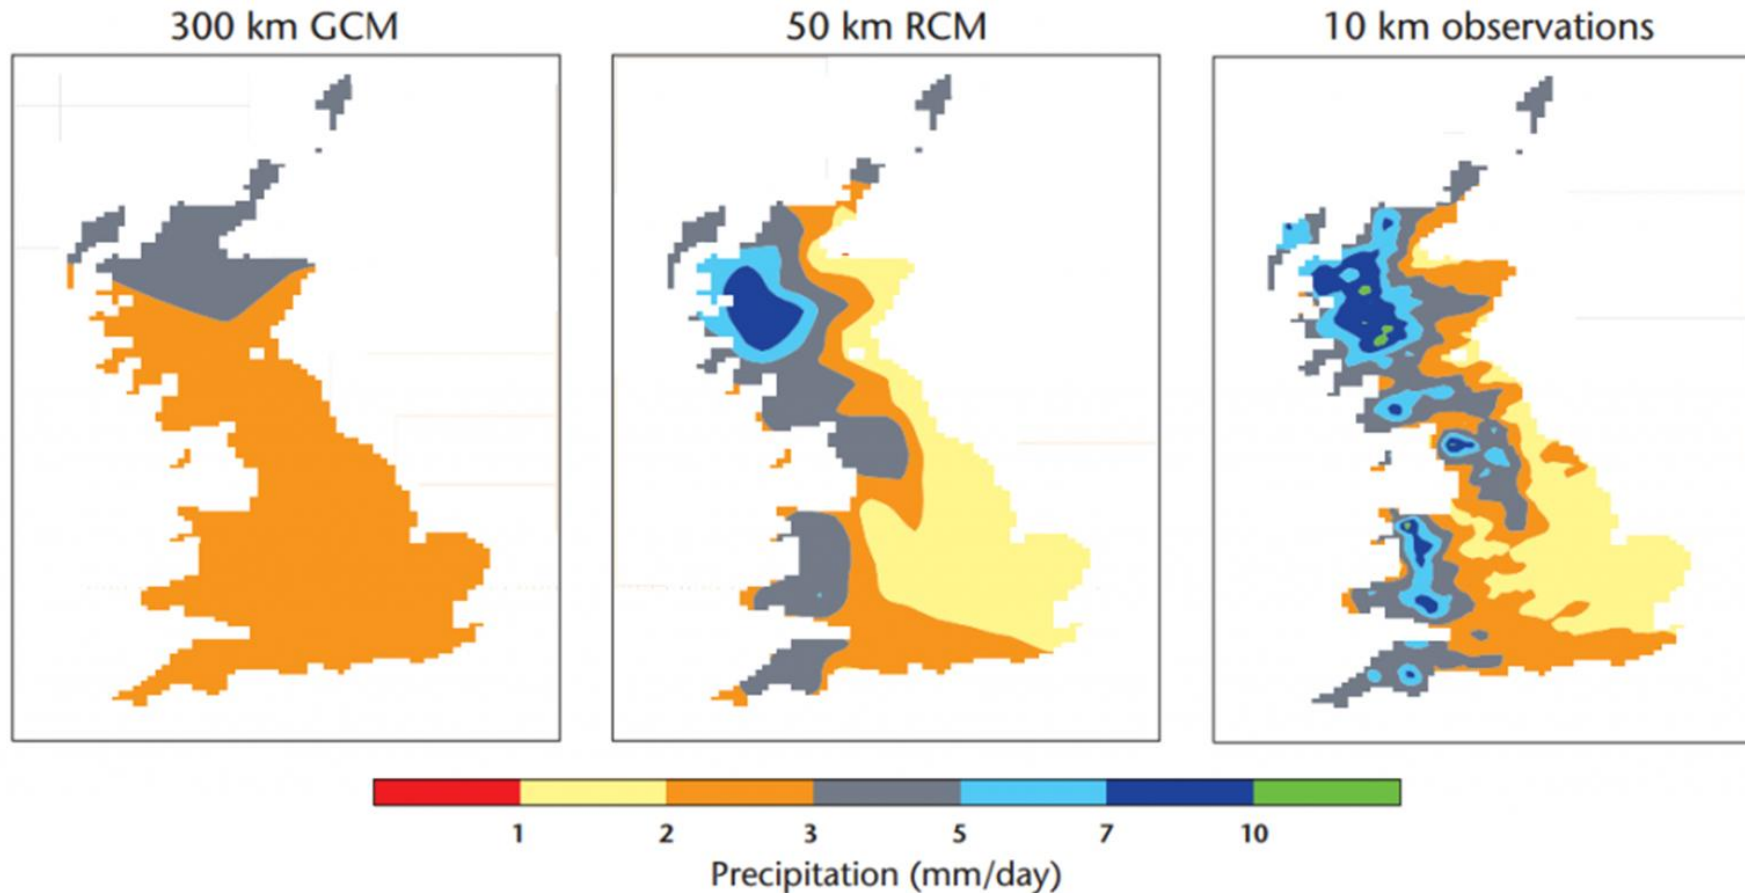 300 km GCM
50 km RCM
10 km observations
1 2 3 5 7 10
Precipitation (mm/day)